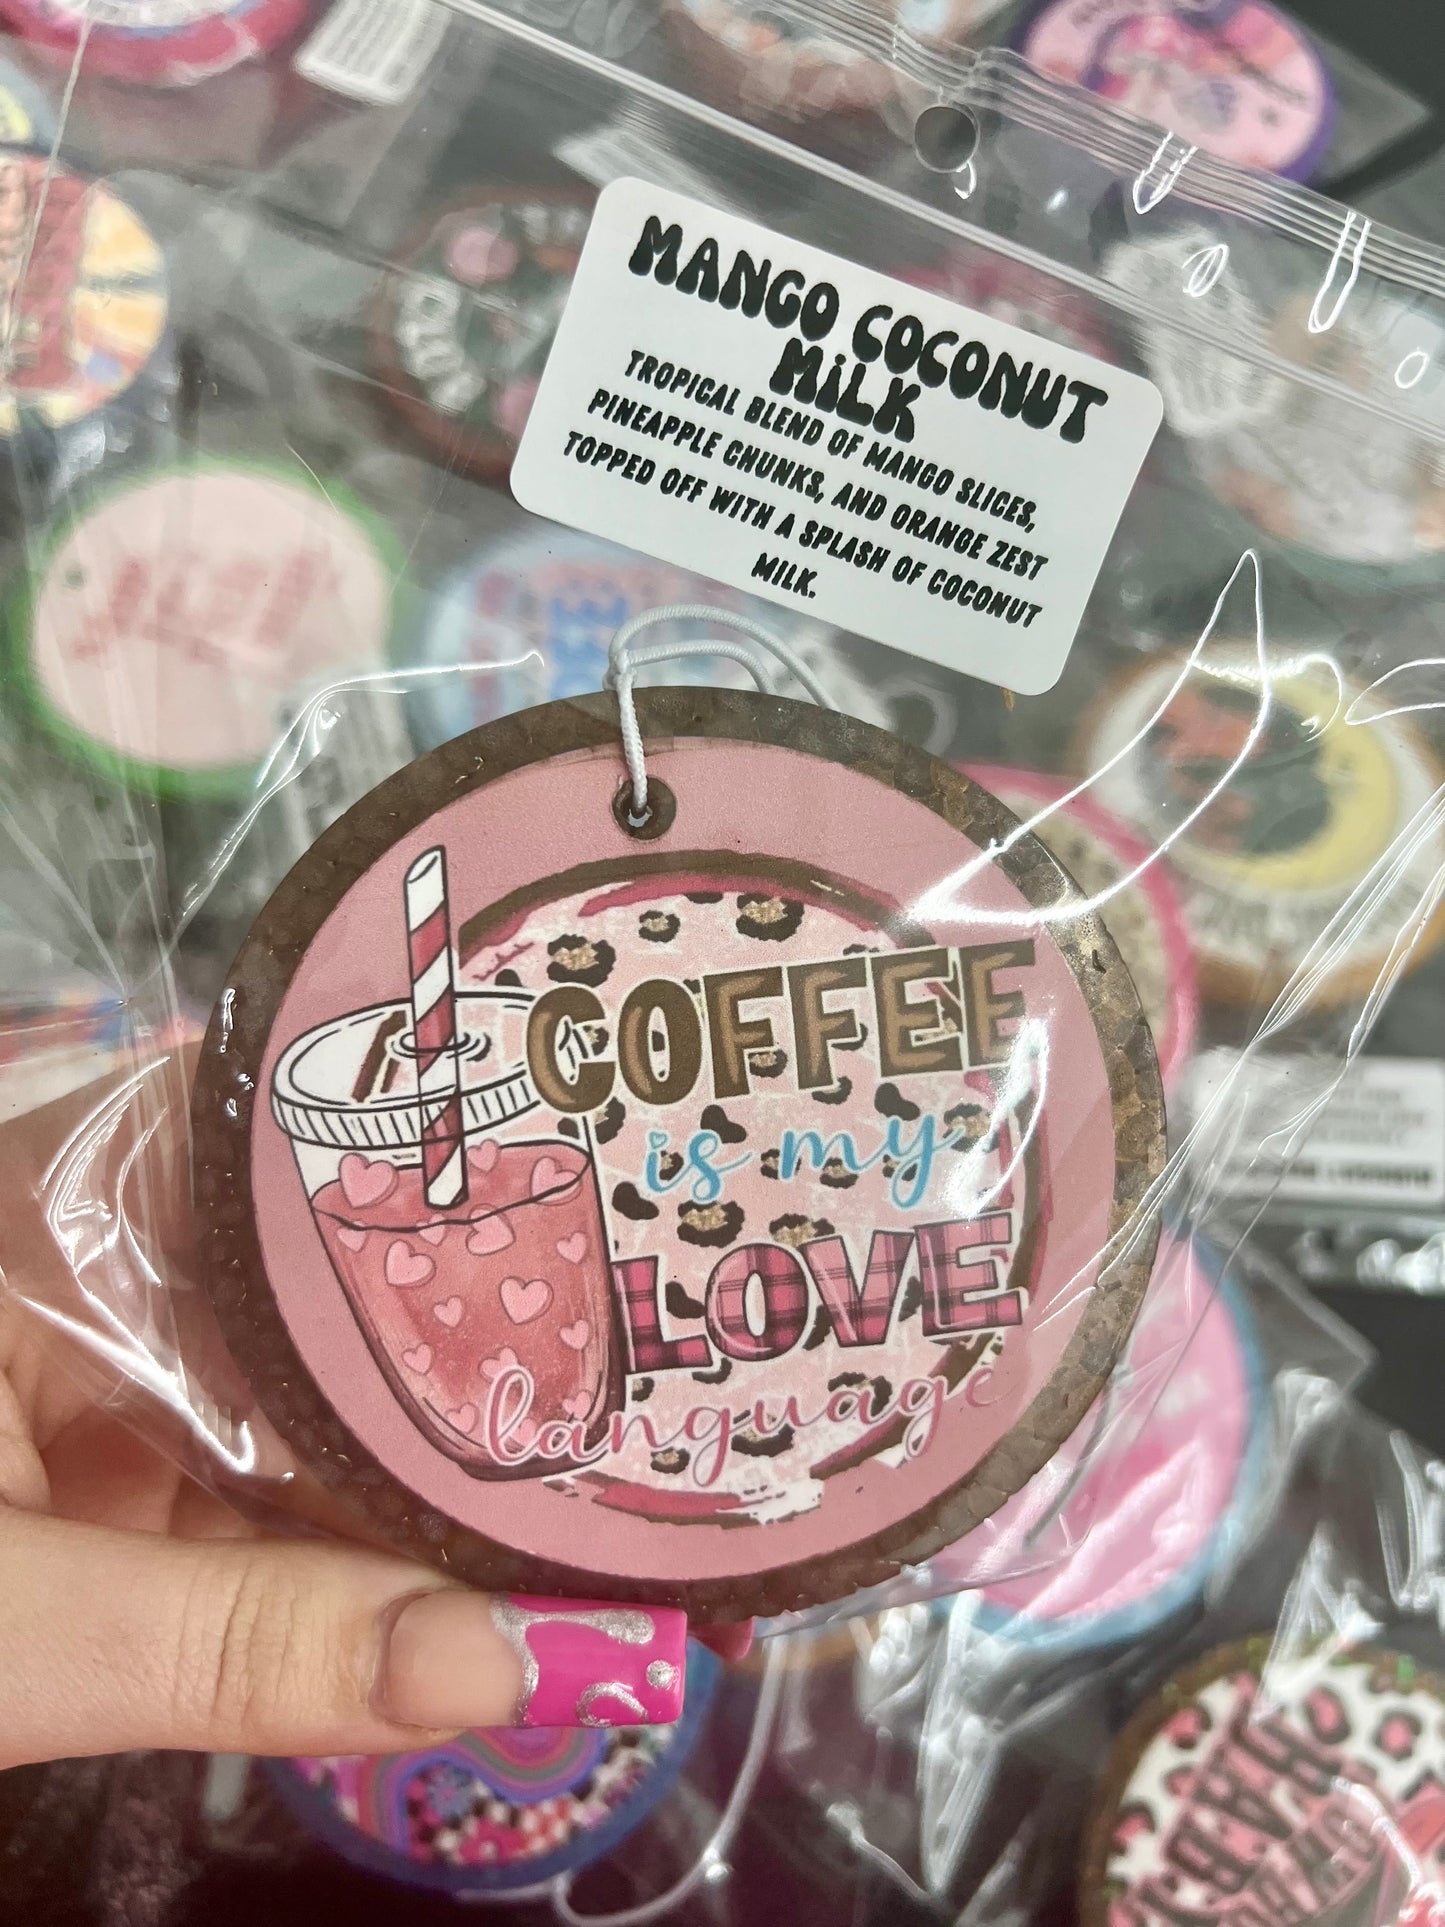 MANGO COCONUT
MiLK
TROPICAL BLEND OF MANGO SLICES,
PINEAPPLE CHUNKS, AND ORANGE ZEST
TOPPED OFF WITH A SPLASH OF COCONUT
MILK.
COFFEE
is my
LOVE
language